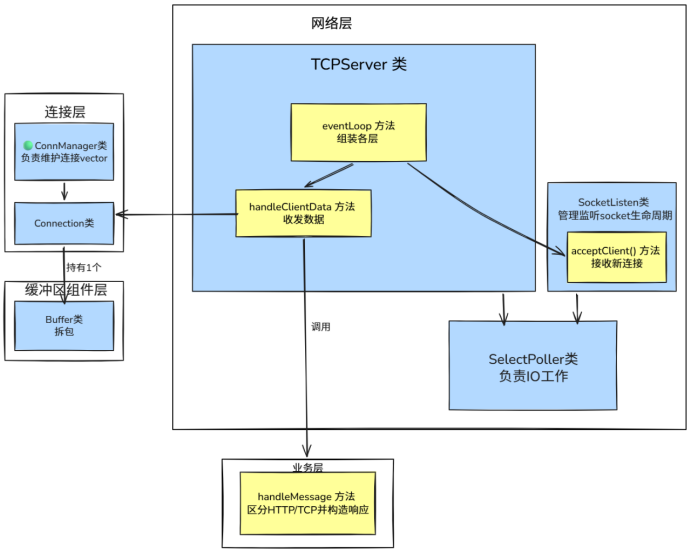 网络层
TCPServer 类
eventLoop 方法
组装各层
handleClientData 方法
收发数据
SocketListen类
管理监听socket生命周期
acceptClient() 方法
接收新连接
SelectPoller类
负责IO工作
连接层
ConnManager类
负责维护连接vector
Connection类
持有1个
缓冲区组件层
Buffer类
拆包
调用
业务层
handleMessage 方法
区分HTTP/TCP并构造响应